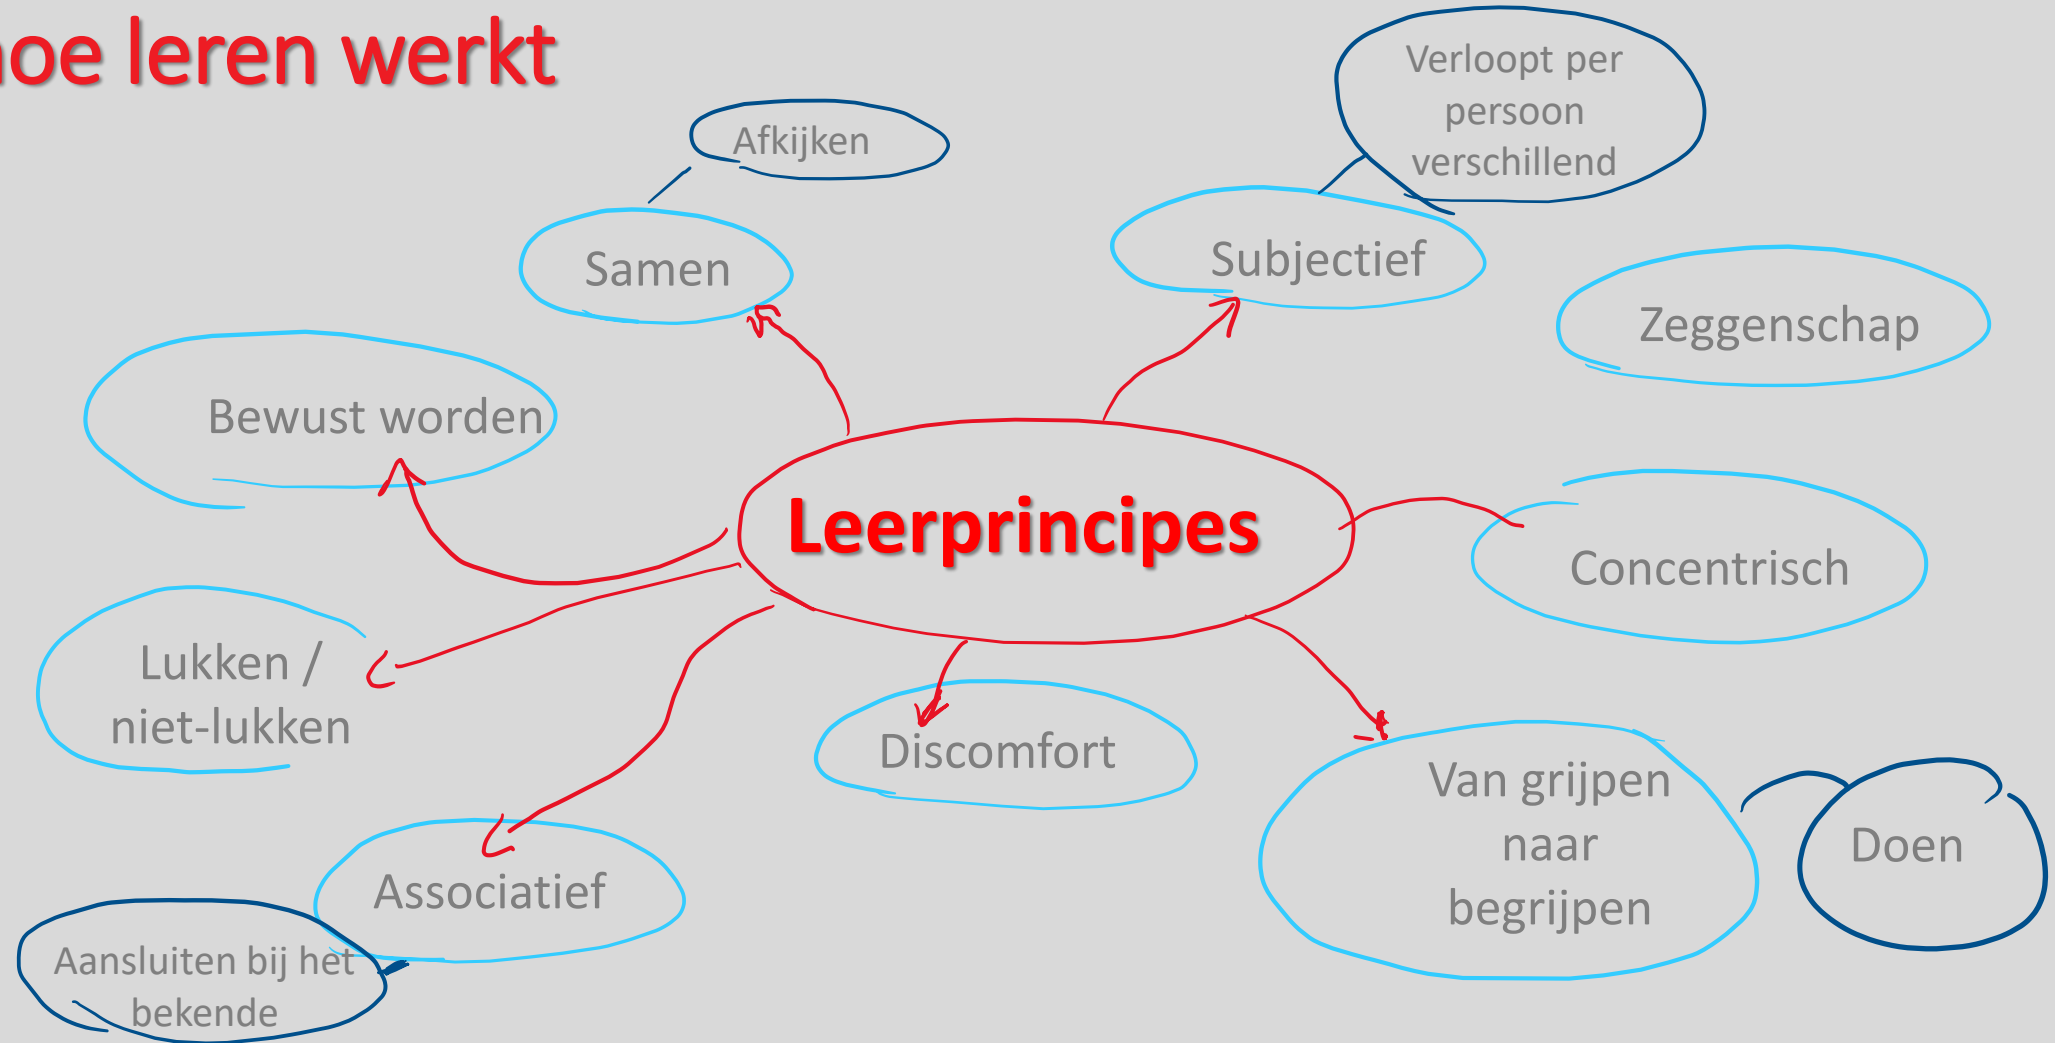 hoe leren werkt
Verloopt per
persoon
verschillend
Afkijken
Samen
Subjectief
Zeggenschap
Bewust worden
Leerprincipes
Concentrisch
Lukken /
niet-lukken
Discomfort
Van grijpen
naar
begrijpen
Doen
Associatief
Aansluiten bij het
bekende